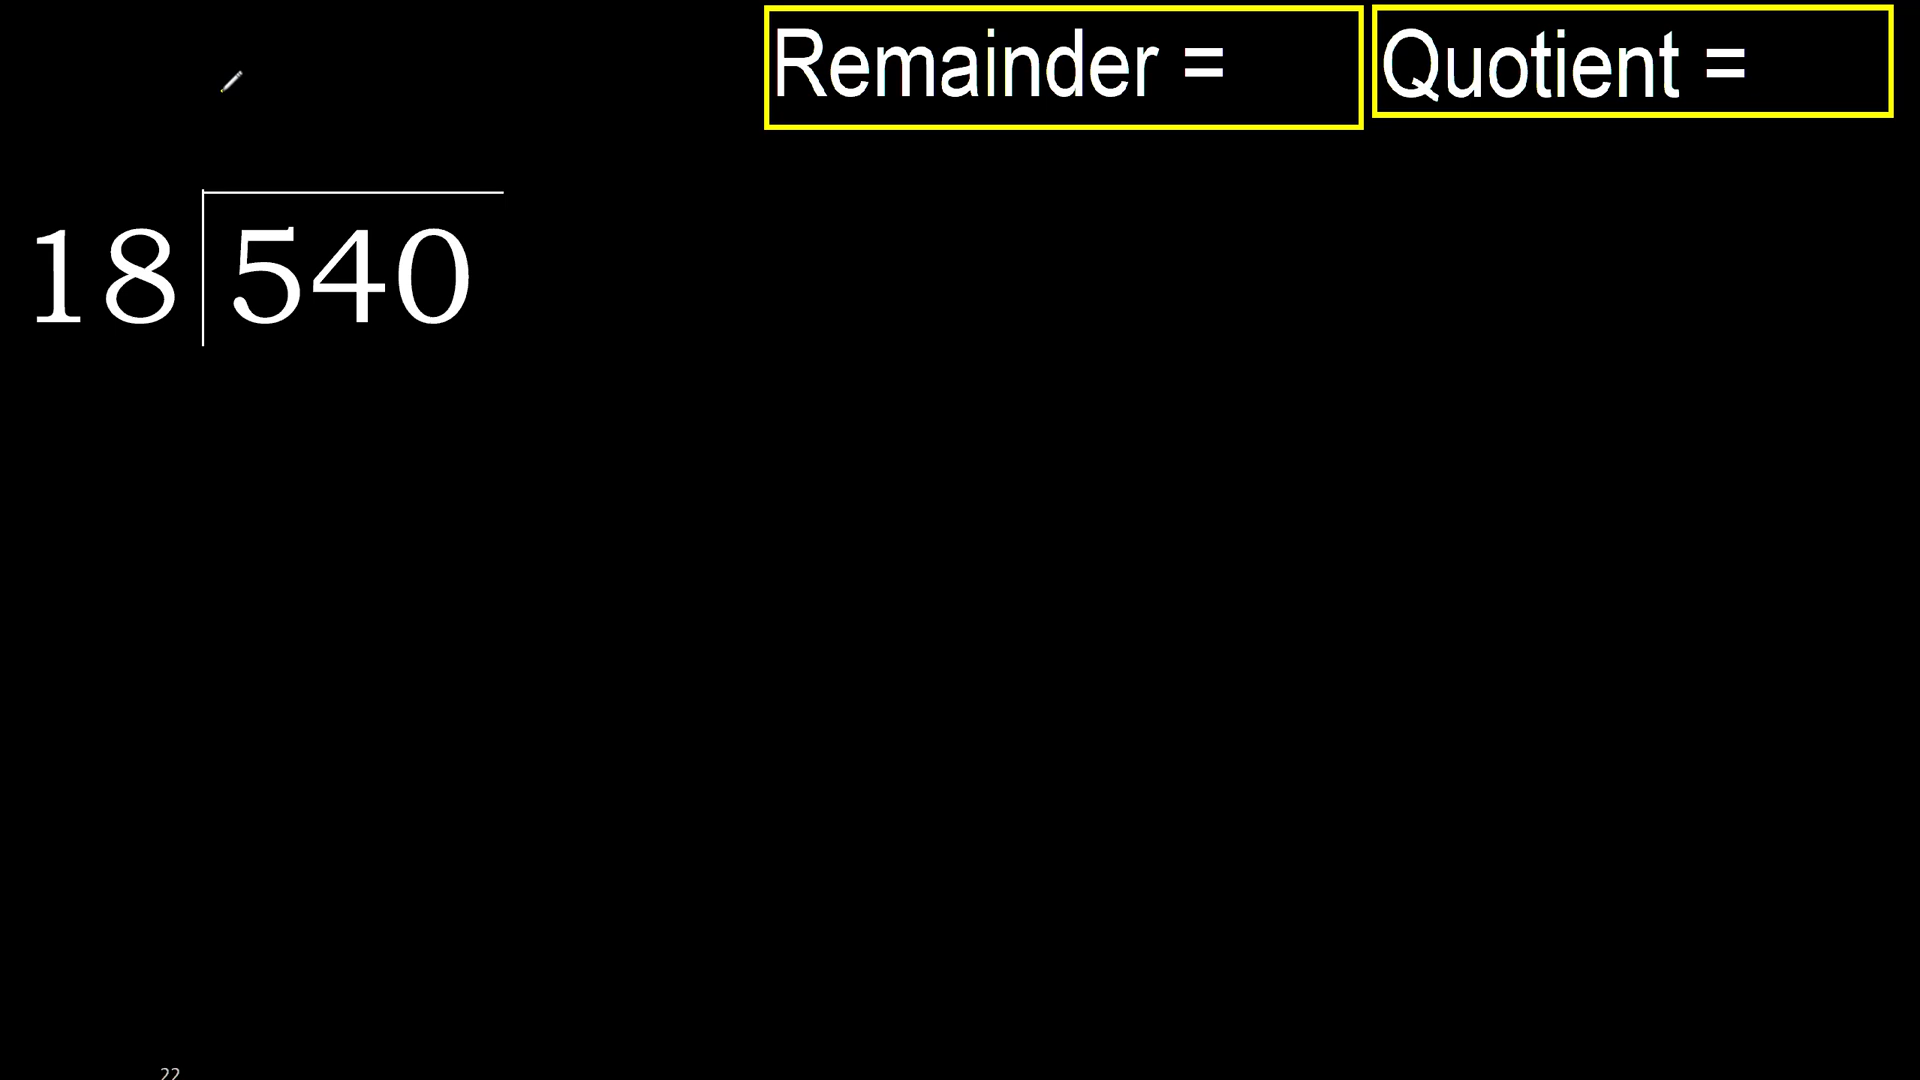 Remainder =
Quotient =
18 540
22